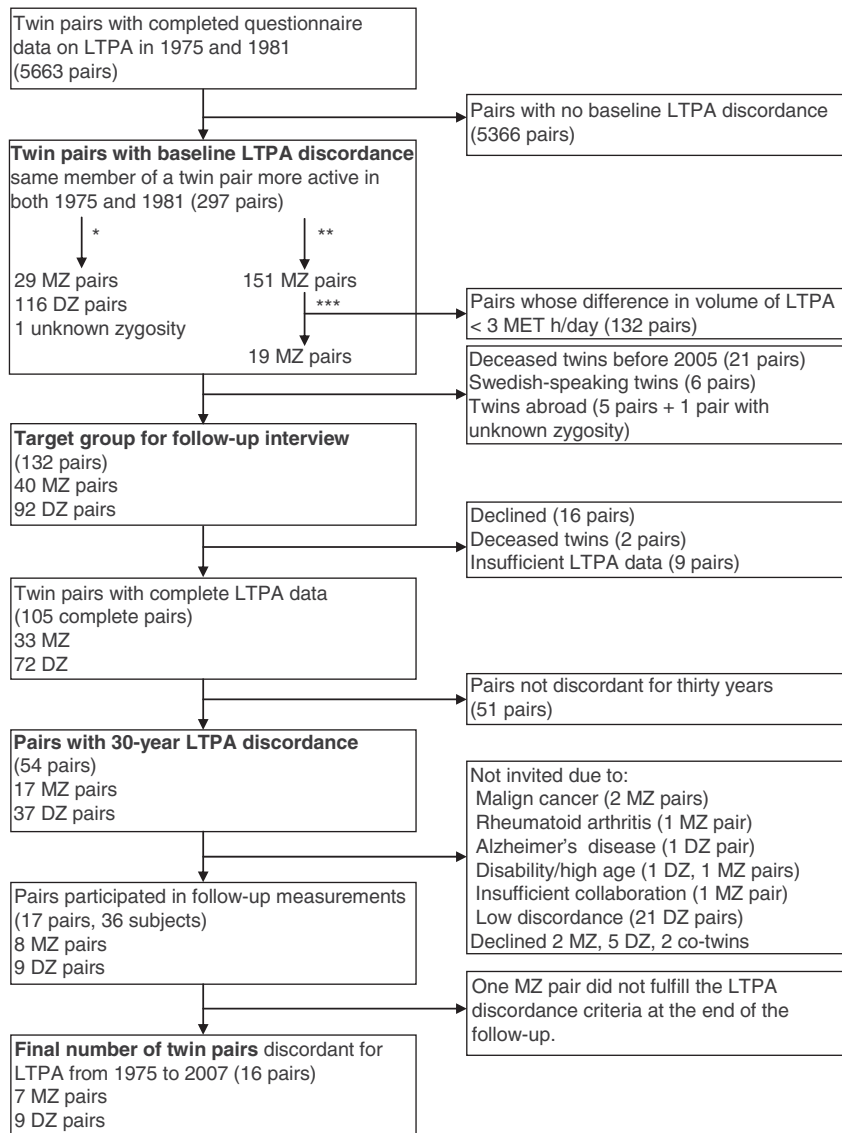 Twin pairs with completed questionnaire
data on LTPA in 1975 and 1981
(5663 pairs)
Pairs with no baseline LTPA discordance
(5366 pairs)
Twin pairs with baseline LTPA discordance
same member of a twin pair more active in
both 1975 and 1981 (297 pairs)
*
**
29 MZ pairs
116 DZ pairs
1 unknown zygosity
151 MZ pairs
***
19 MZ pairs
Pairs whose difference in volume of LTPA
< 3 MET h/day (132 pairs)
Deceased twins before 2005 (21 pairs)
Swedish-speaking twins (6 pairs)
Twins abroad (5 pairs + 1 pair with
unknown zygosity)
Target group for follow-up interview
(132 pairs)
40 MZ pairs
92 DZ pairs
Declined (16 pairs)
Deceased twins (2 pairs)
Insufficient LTPA data (9 pairs)
Twin pairs with complete LTPA data
(105 complete pairs)
33 MZ
72 DZ
Pairs not discordant for thirty years
(51 pairs)
Pairs with 30-year LTPA discordance
(54 pairs)
17 MZ pairs
37 DZ pairs
Not invited due to:
Malign cancer (2 MZ pairs)
Rheumatoid arthritis (1 MZ pair)
Alzheimer's disease (1 DZ pair)
Disability/high age (1 DZ, 1 MZ pairs)
Insufficient collaboration (1 MZ pair)
Low discordance (21 DZ pairs)
Declined 2 MZ, 5 DZ, 2 co-twins
Pairs participated in follow-up measurements
(17 pairs, 36 subjects)
8 MZ pairs
9 DZ pairs
One MZ pair did not fulfill the LTPA
discordance criteria at the end of the
follow-up.
Final number of twin pairs discordant for
LTPA from 1975 to 2007 (16 pairs)
7 MZ pairs
9 DZ pairs